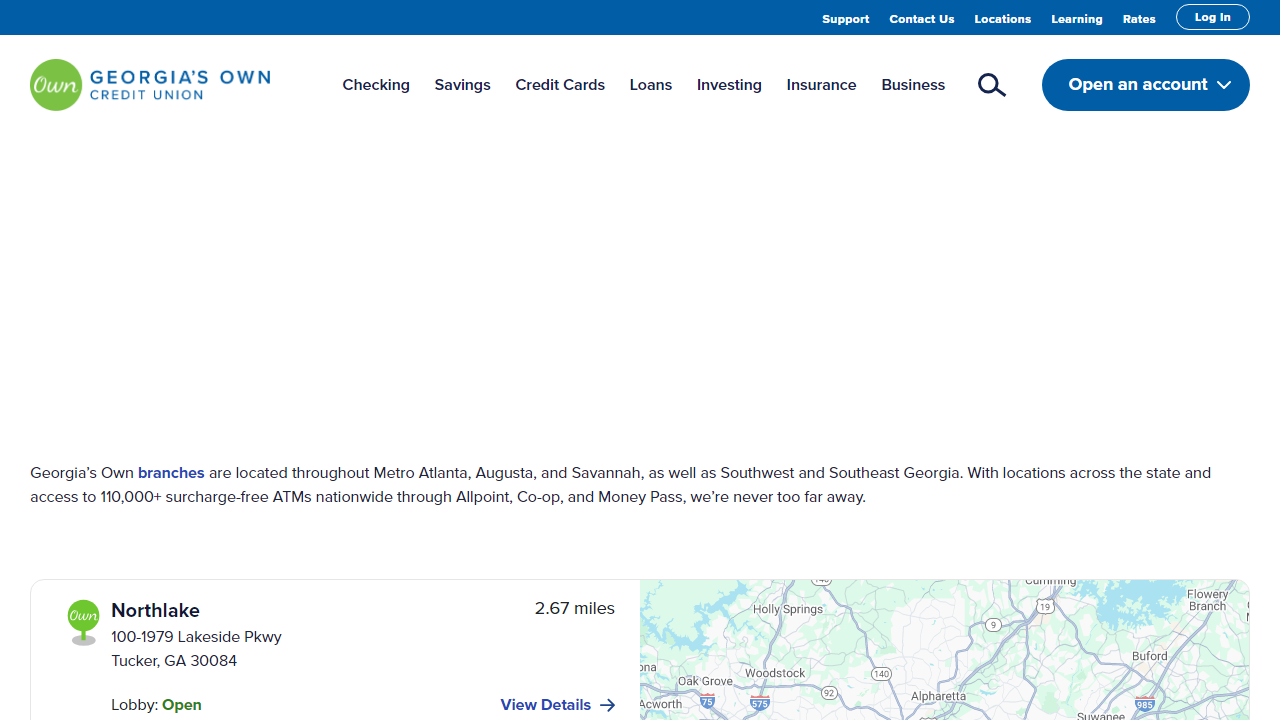 Support Contact Us Locations Learning Rates Log In
Own GEORGIA'S OWN
CREDIT UNION
Checking Savings Credit Cards Loans Investing Insurance Business Open an account
Georgia's Own branches are located throughout Metro Atlanta, Augusta, and Savannah, as well as Southwest and Southeast Georgia. With locations across the state and
access to 110,000+ surcharge-free ATMs nationwide through Allpoint, Co-op, and Money Pass, we're never too far away.
Own Northlake 2.67 miles
100-1979 Lakeside Pkwy
Tucker, GA 30084
Lobby: Open View Details
Cumming
Holly Springs
19
Flowery
Branch
9
Buford
Woodstock
140
Oak Grove
92
Alpharetta
Acworth
75
575
985
Suwanee